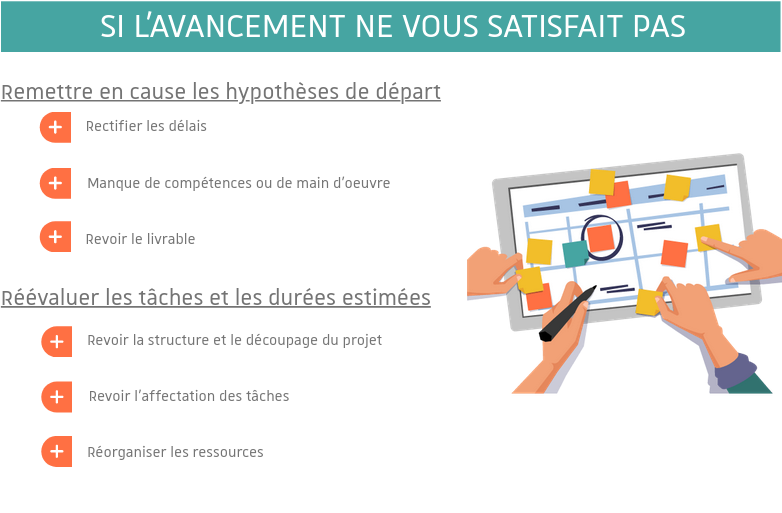 SI L'AVANCEMENT NE VOUS SATISFAIT PAS
Remettre en cause les hypothèses de départ
Rectifier les délais
Manque de compétences ou de main d'oeuvre
Revoir le livrable
Réévaluer les tâches et les durées estimées
Revoir la structure et le découpage du projet
Revoir l'affectation des tâches
Réorganiser les ressources